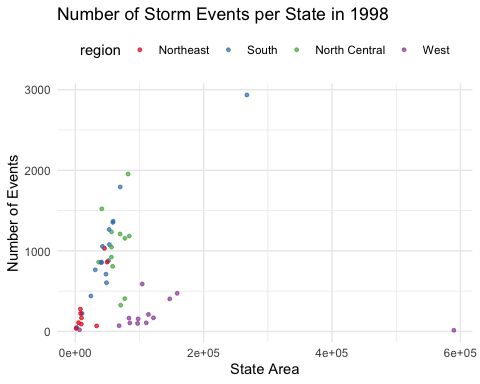 Number of Storm Events per State in 1998
region Northeast South North Central West
3000
2000
1000
0
Number of Events
0e+00 2e+05 4e+05 6e+05
State Area